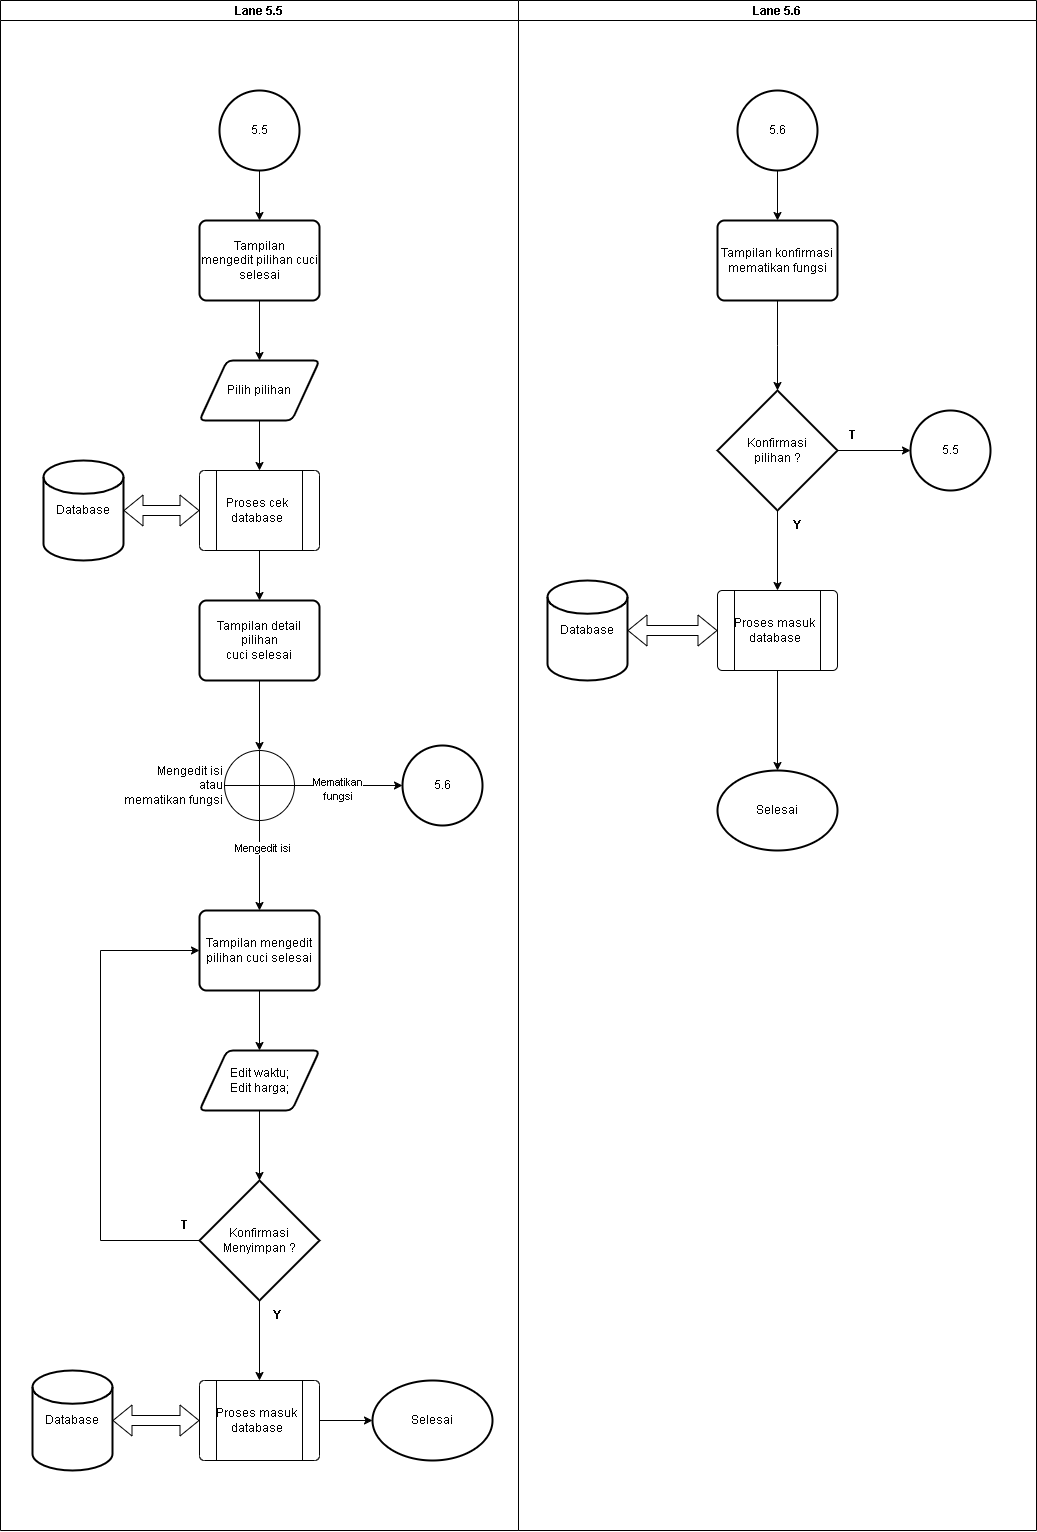 Lane 5.5
5.5
Tampilan
mengedit pilihan cuci
selesai
Pilih pilihan
Database
Proses cek
database
Tampilan detail
pilihan
cuci selesai
Mengedit isi
atau
mematikan fungsi
Mematikan
fungsi
5.6
Mengedit isi
Tampilan mengedit
pilihan cuci selesai
Edit waktu;
Edit harga;
T
Konfirmasi
Menyimpan ?
Y
Database
Proses masuk
database
Selesai
Lane 5.6
5.6
Tampilan konfirmasi
mematikan fungsi
Konfirmasi
pilihan ?
T
5.5
Y
Database
Proses masuk
database
Selesai